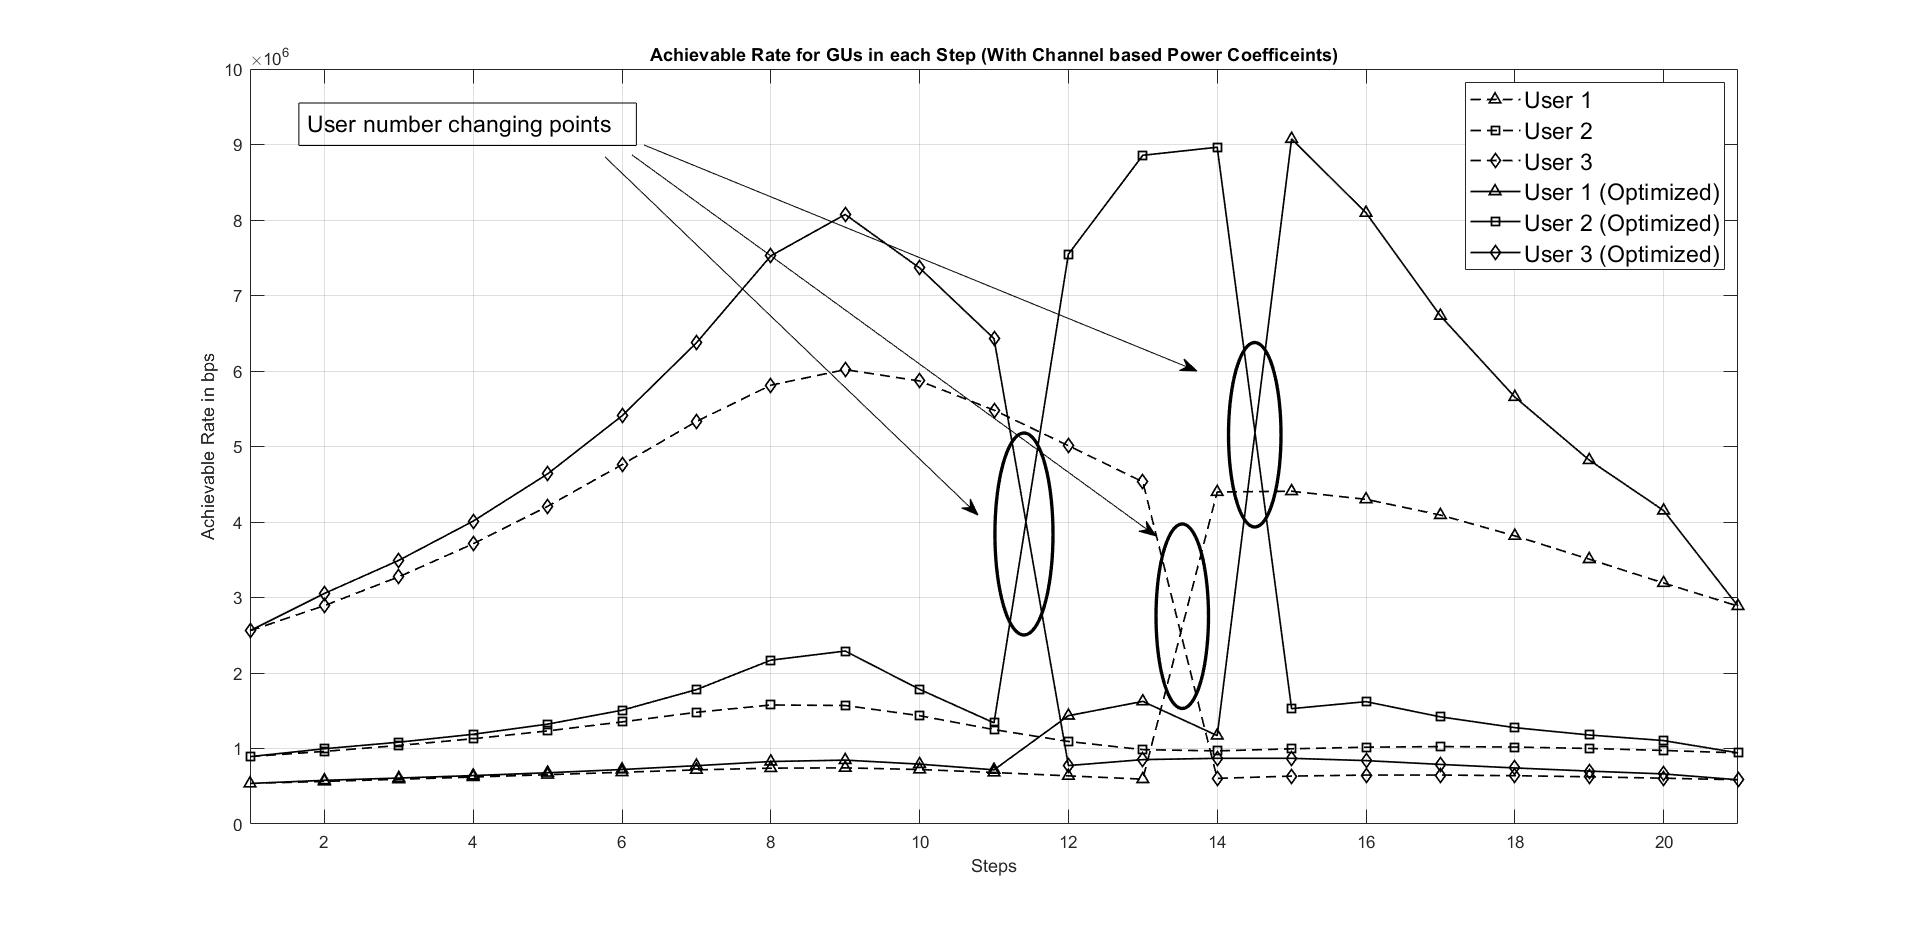 Achievable Rate for GUs in each Step (With Channel based Power Coefficeints)
×10^6
10
9
8
7
6
5
4
3
2
1
0
Achievable Rate in bps
User number changing points
User 1
User 2
User 3
User 1 (Optimized)
User 2 (Optimized)
User 3 (Optimized)
2 4 6 8 10 12 14 16 18 20
Steps